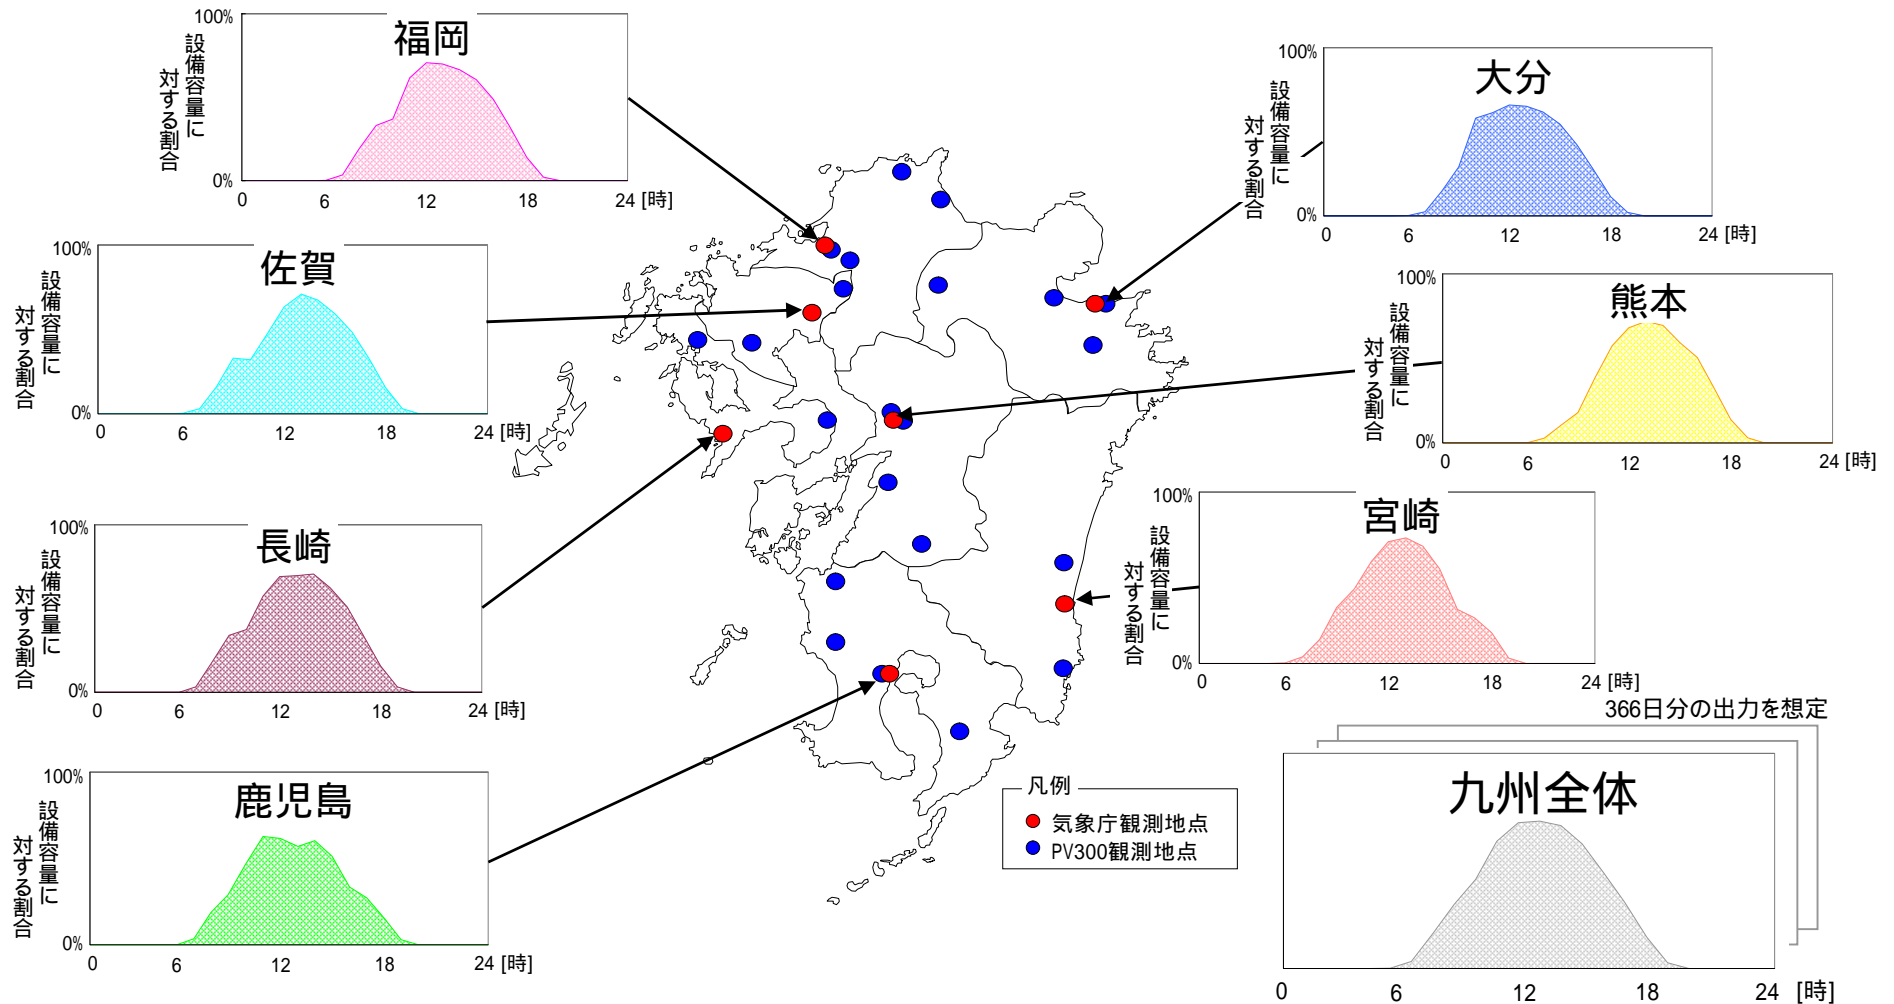 福岡
設備容量に
対する割合
100%
0%
0 6 12 18 24 [時]
佐賀
設備容量に
対する割合
100%
0%
0 6 12 18 24 [時]
長崎
設備容量に
対する割合
100%
0%
0 6 12 18 24 [時]
鹿児島
設備容量に
対する割合
100%
0%
0 6 12 18 24 [時]
大分
設備容量に
対する割合
100%
0%
0 6 12 18 24 [時]
熊本
設備容量に
対する割合
100%
0%
0 6 12 18 24 [時]
宮崎
設備容量に
対する割合
100%
0%
0 6 12 18 24 [時]
366日分の出力を想定
九州全体
0 6 12 18 24 [時]
凡例
気象庁観測地点
PV300観測地点